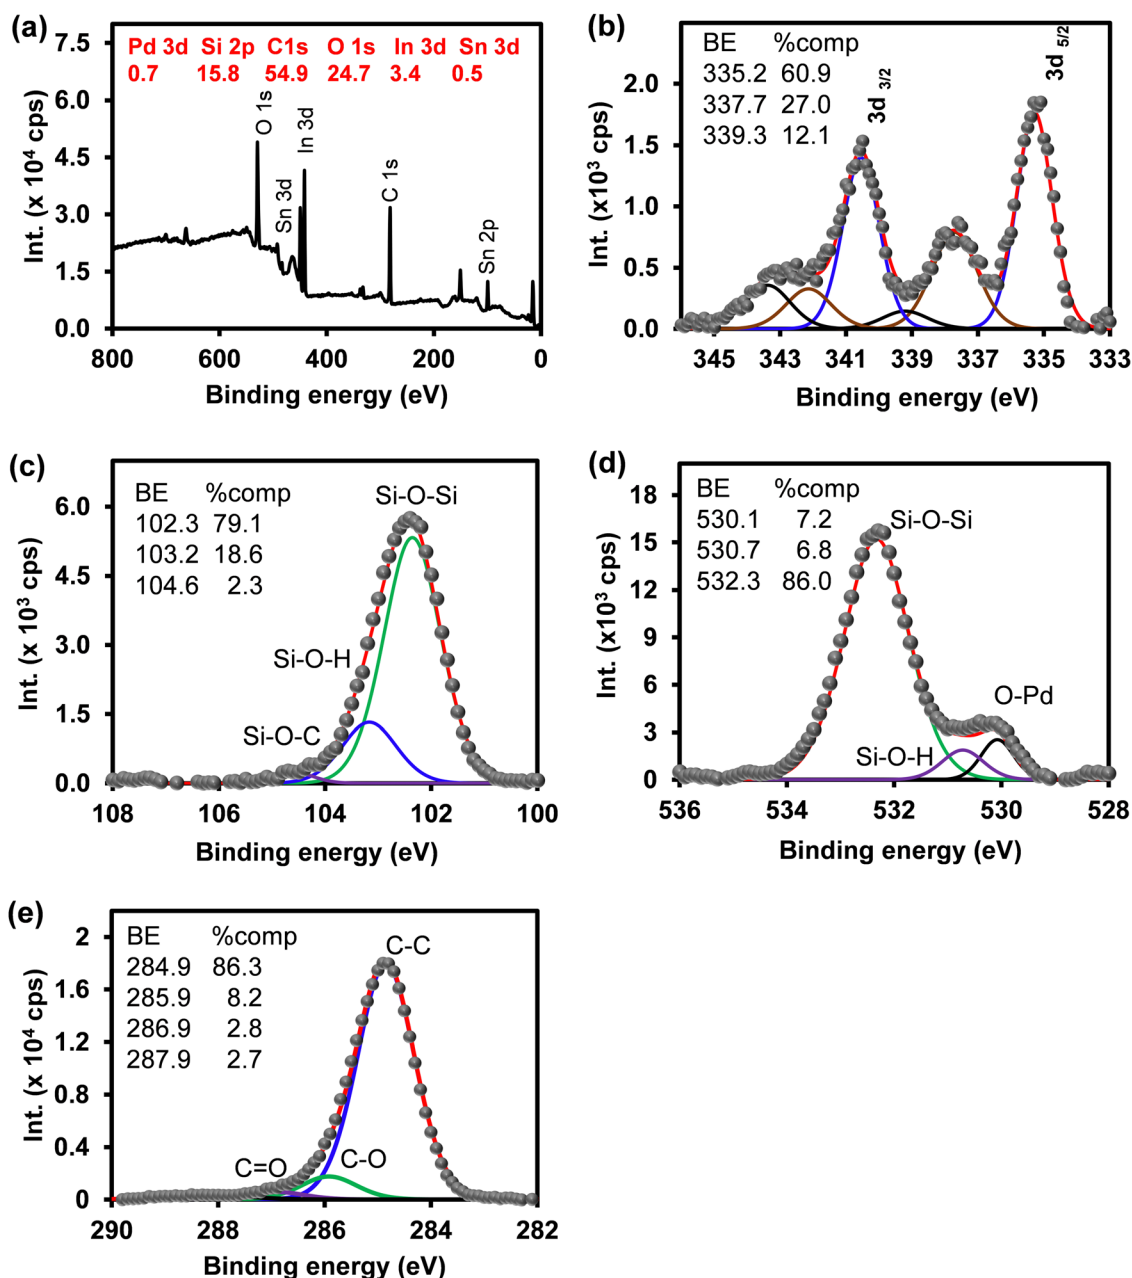 (a)
Pd 3d Si 2p C1s O 1s In 3d Sn 3d
0.7 15.8 54.9 24.7 3.4 0.5
7.5
6.0
4.5
3.0
1.5
0.0
O 1s
Sn 3d
In 3d
C 1s
Sn 2p
800 600 400 200 0
Int. (x 10⁴ cps)
Binding energy (eV)
(b)
BE %comp
335.2 60.9
337.7 27.0
339.3 12.1
3d 3/2
3d 5/2
2.0
1.5
1.0
0.5
0.0
345 343 341 339 337 335 333
Int. (x10³ cps)
Binding energy (eV)
(c)
BE %comp
102.3 79.1
103.2 18.6
104.6 2.3
Si-O-Si
Si-O-H
Si-O-C
6.0
4.5
3.0
1.5
0.0
108 106 104 102 100
Int. (x 10³ cps)
Binding energy (eV)
(d)
BE %comp
530.1 7.2
530.7 6.8
532.3 86.0
Si-O-Si
O-Pd
Si-O-H
18
15
12
9
6
3
0
536 534 532 530 528
Int. (x10³ cps)
Binding energy (eV)
(e)
BE %comp
284.9 86.3
285.9 8.2
286.9 2.8
287.9 2.7
C-C
C=O
C-O
2
1.6
1.2
0.8
0.4
0
290 288 286 284 282
Int. (x 10⁴ cps)
Binding energy (eV)